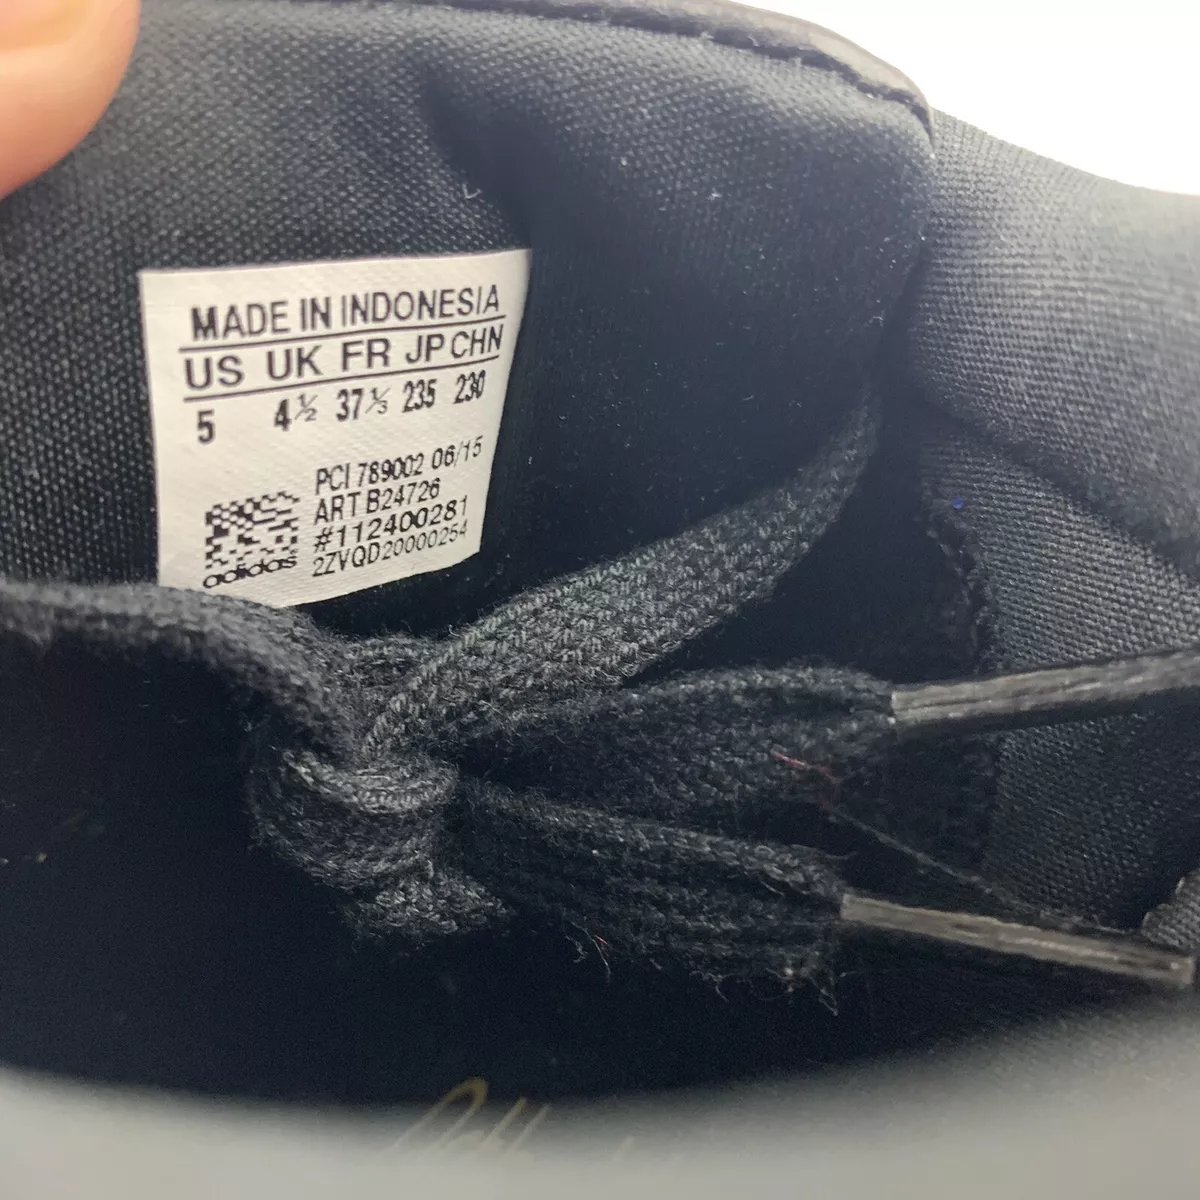 MADE IN INDONESIA
US UK FR JP CHN
5 4½ 37⅓ 235 230
PCI 789002 06/15
ART B24726
#112400281
2ZVQD20000254
adidas